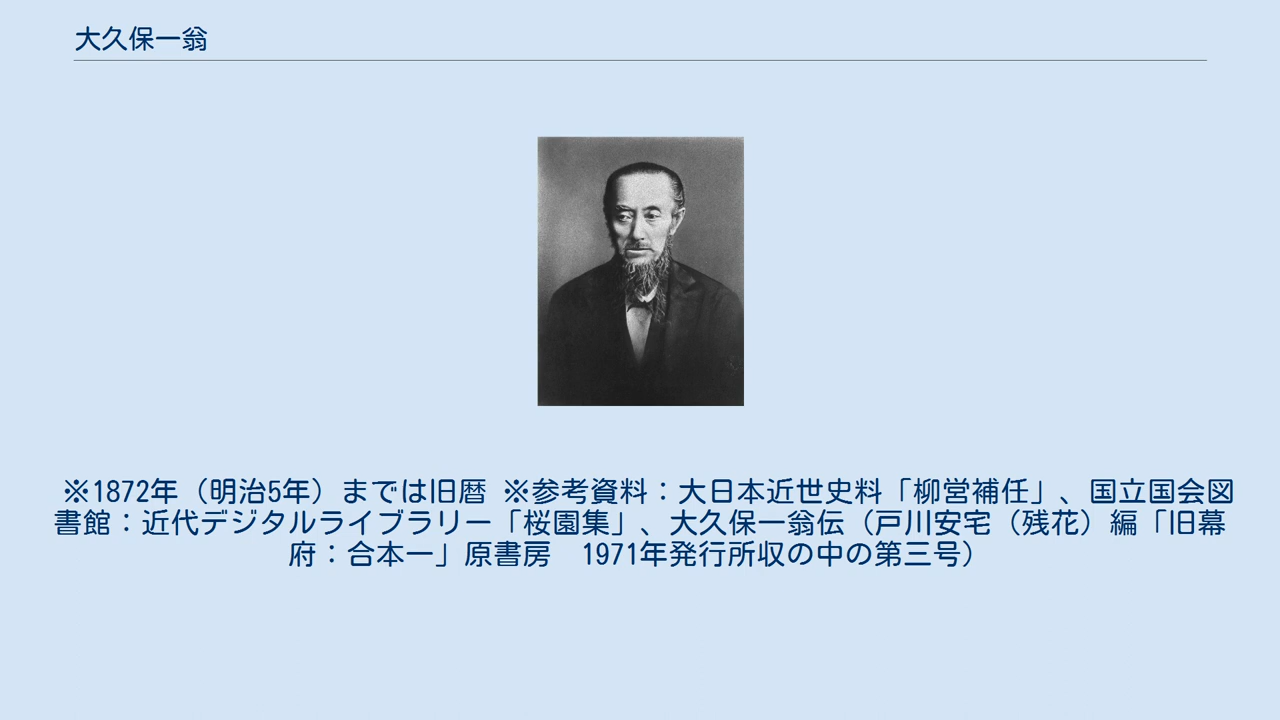 大久保一翁
※1872年（明治5年）までは旧暦 ※参考資料：大日本近世史料「柳営補任」、国立国会図
書館：近代デジタルライブラリー「桜園集」、大久保一翁伝（戸川安宅（残花）編「旧幕
府：合本一」原書房　1971年発行所収の中の第三号）